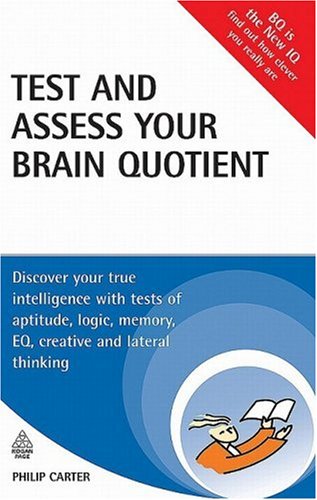 BQ is
the New IQ
find out how clever
you really are
TEST AND
ASSESS YOUR
BRAIN QUOTIENT
Discover your true
intelligence with tests of
aptitude, logic, memory,
EQ, creative and lateral
thinking
KOGAN
PAGE
PHILIP CARTER